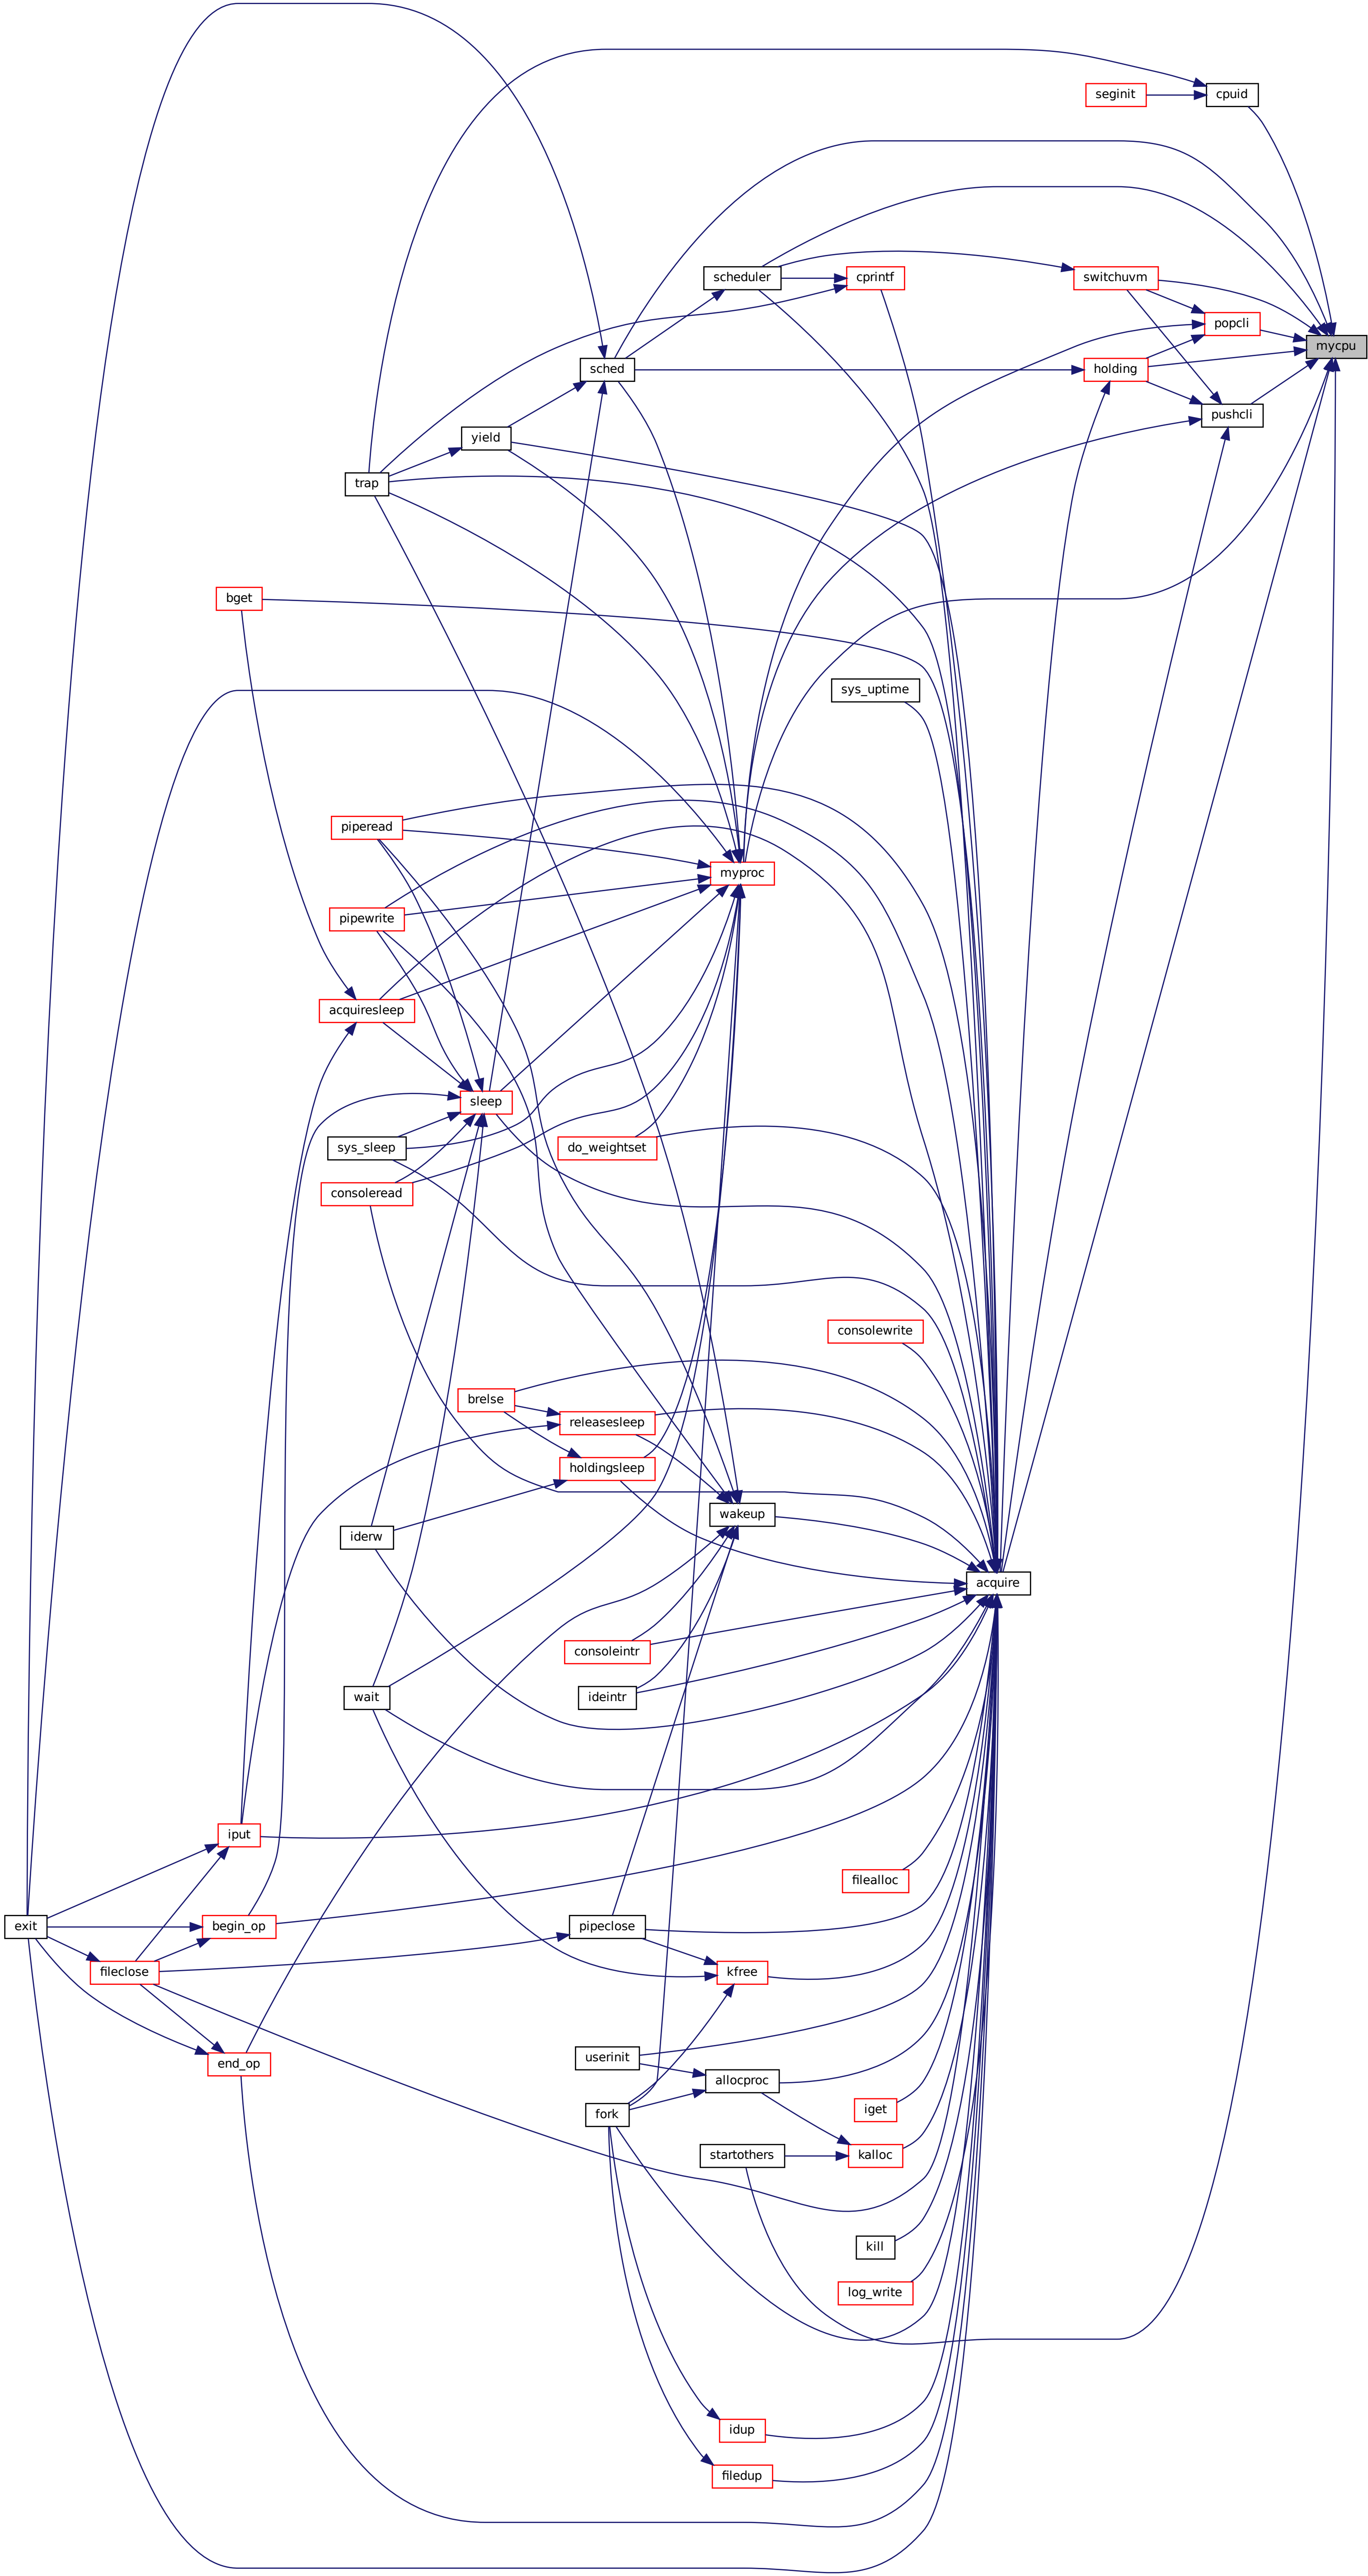 seginit
cpuid
scheduler
cprintf
switchuvm
popcli
mycpu
sched
holding
pushcli
yield
trap
bget
sys_uptime
piperead
myproc
pipewrite
acquiresleep
sleep
sys_sleep
do_weightset
consoleread
consolewrite
brelse
releasesleep
holdingsleep
wakeup
iderw
acquire
consoleintr
ideintr
wait
iput
filealloc
exit
begin_op
pipeclose
fileclose
kfree
userinit
end_op
allocproc
iget
fork
startothers
kalloc
kill
log_write
idup
filedup